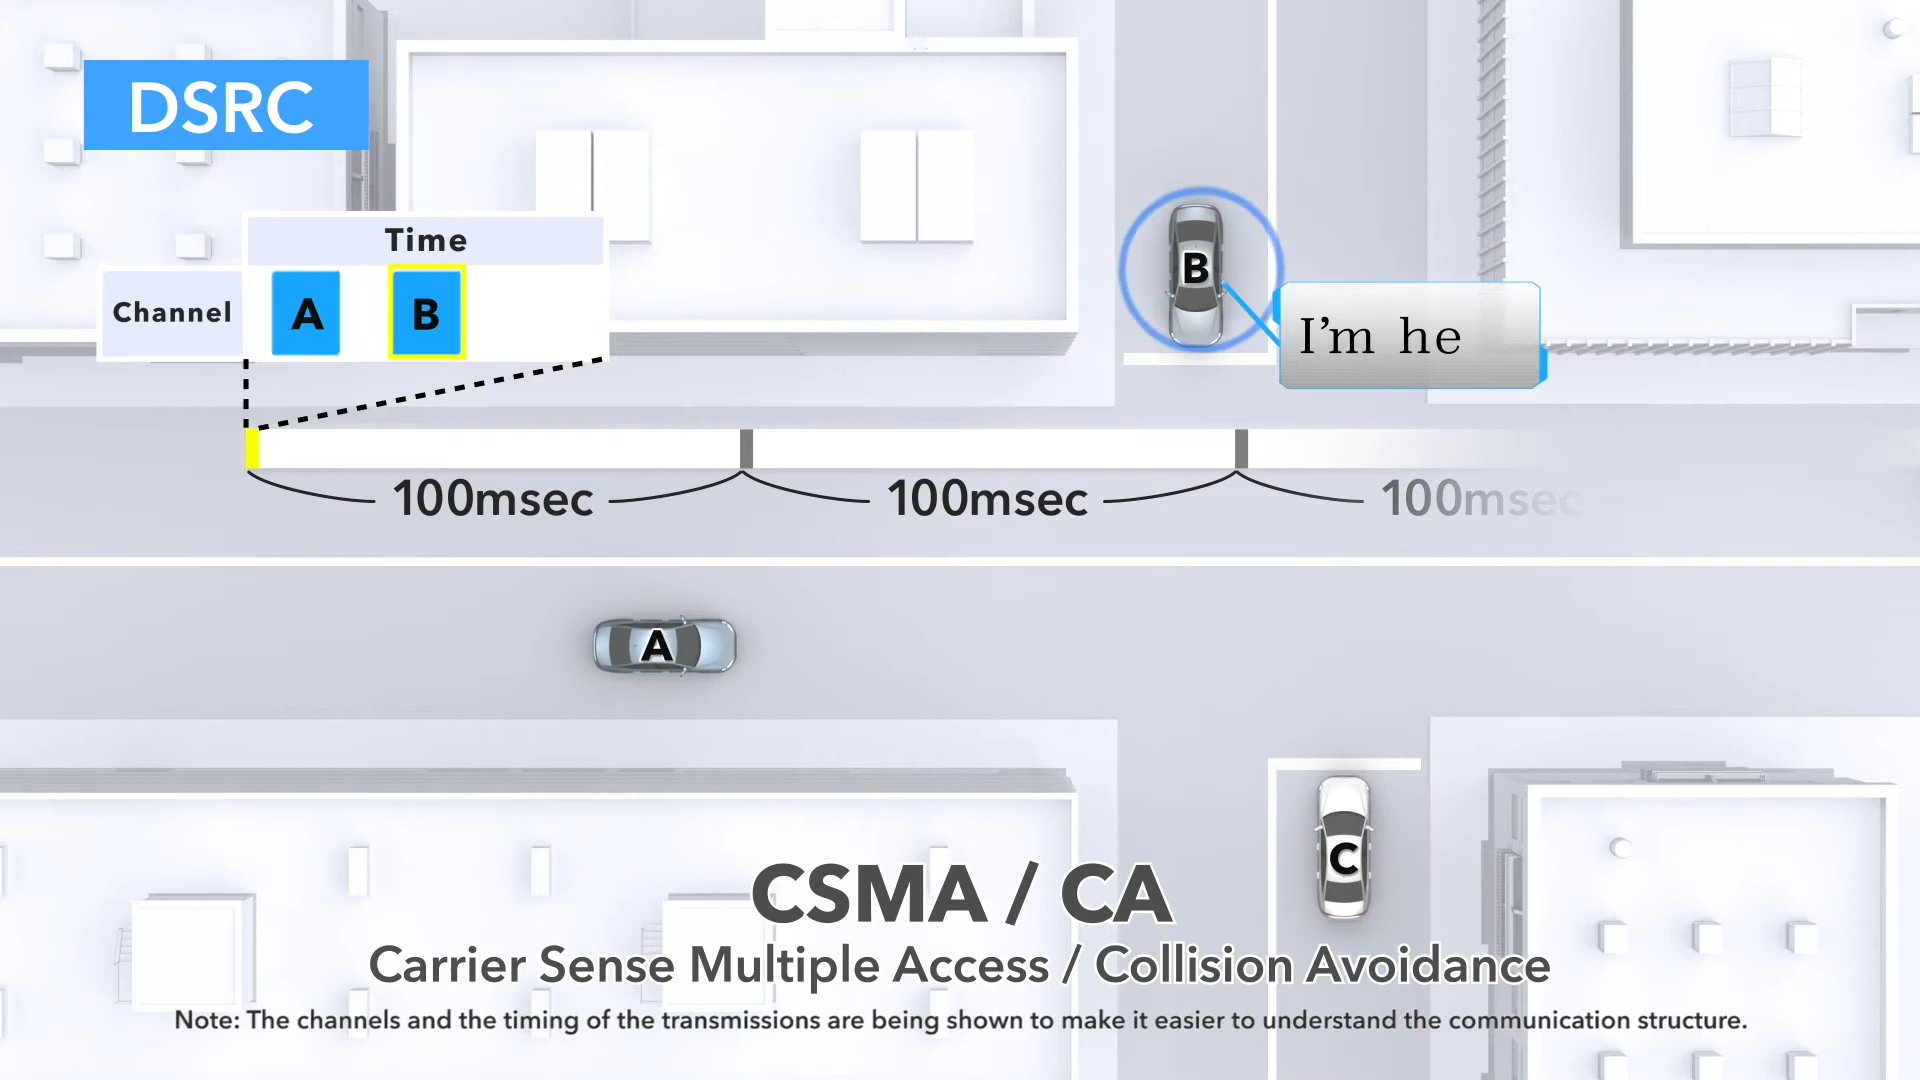 DSRC
Time
Channel
A
B
B
I’m he
100msec
100msec
100msec
A
C
CSMA / CA
Carrier Sense Multiple Access / Collision Avoidance
Note: The channels and the timing of the transmissions are being shown to make it easier to understand the communication structure.